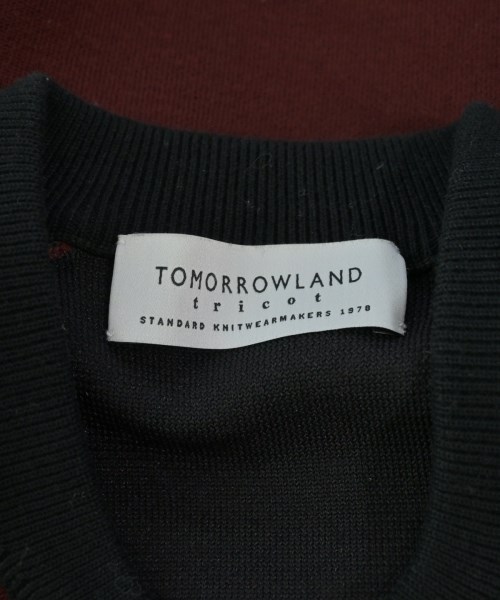 TOMORROWLAND
tricot
STANDARD KNITWEARMAKERS 1978